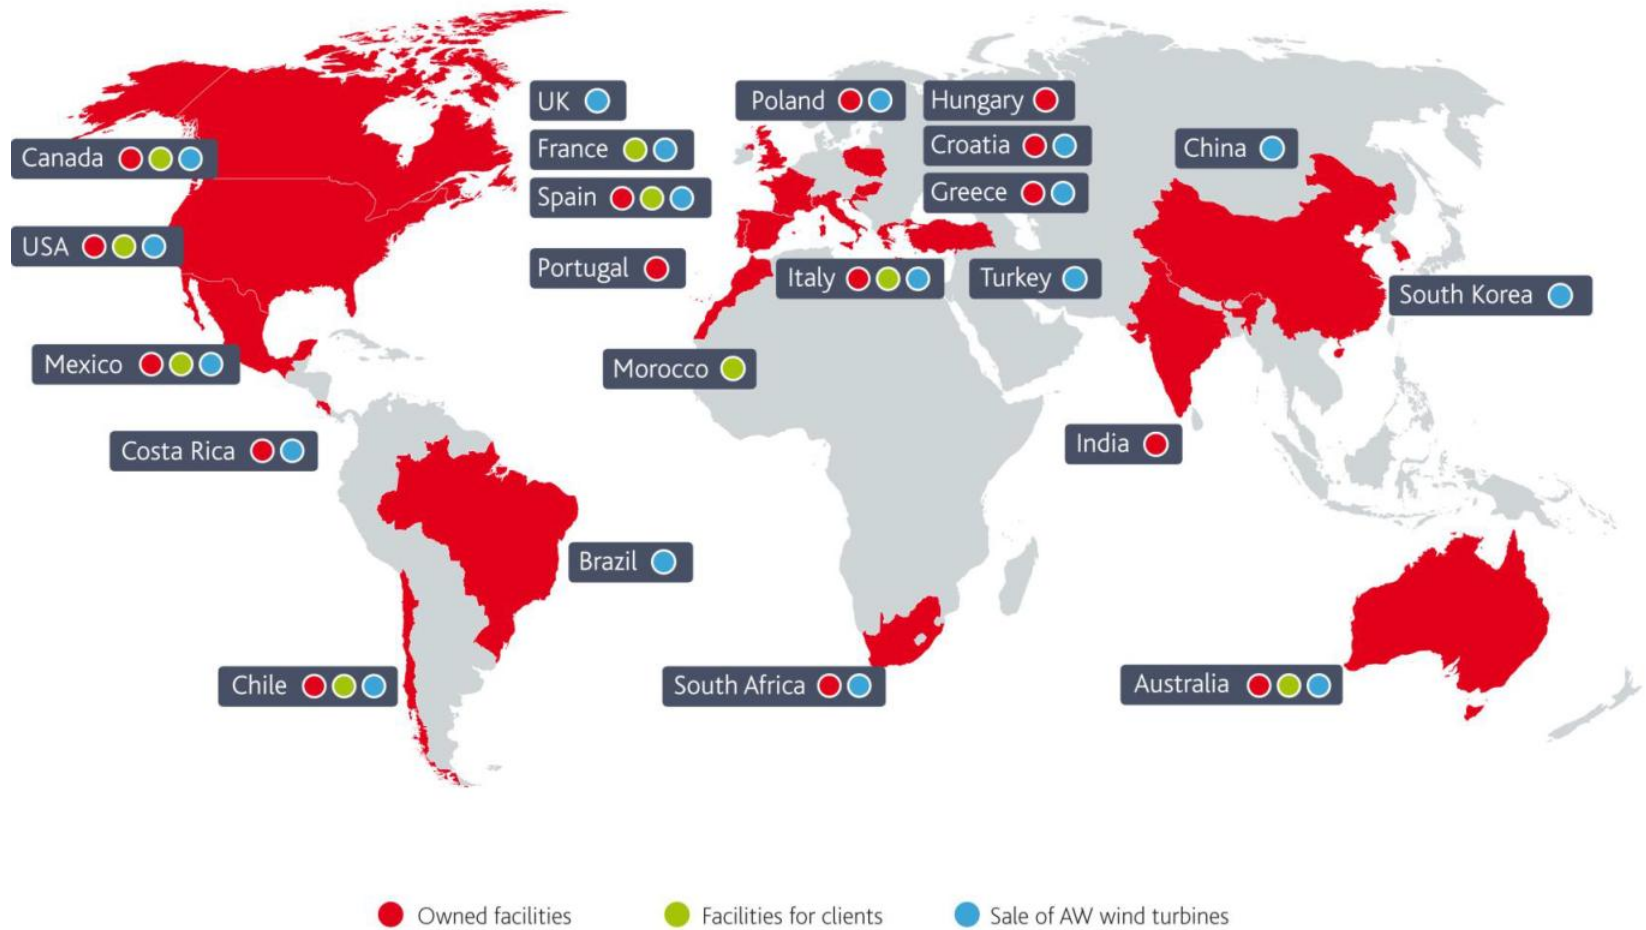 UK
Poland
Hungary
Canada
France
Croatia
China
Spain
Greece
USA
Portugal
Italy
Turkey
South Korea
Mexico
Morocco
Costa Rica
India
Brazil
Chile
South Africa
Australia
Owned facilities
Facilities for clients
Sale of AW wind turbines